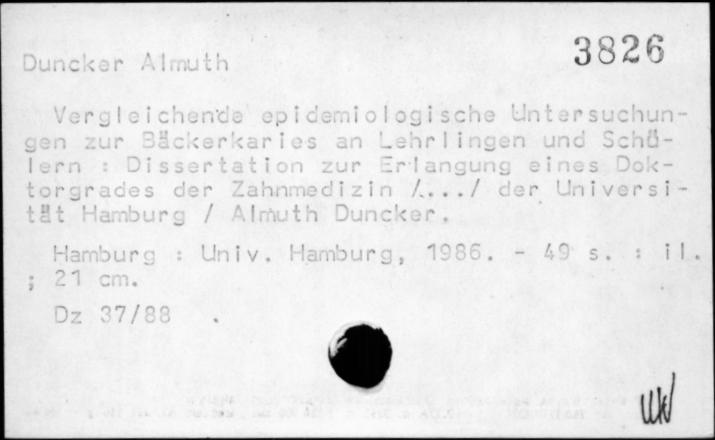 3826
Duncker Almuth
Vergleichende epidemiologische Untersuchun-
gen zur Bäckerkaries an Lehrlingen und Schü-
lern : Dissertation zur Erlangung eines Dok-
torgrades der Zahnmedizin /.../ der Universi-
tät Hamburg / Almuth Duncker.
Hamburg : Univ. Hamburg, 1986. - 49 s. : il.
; 21 cm.
Dz 37/88 .